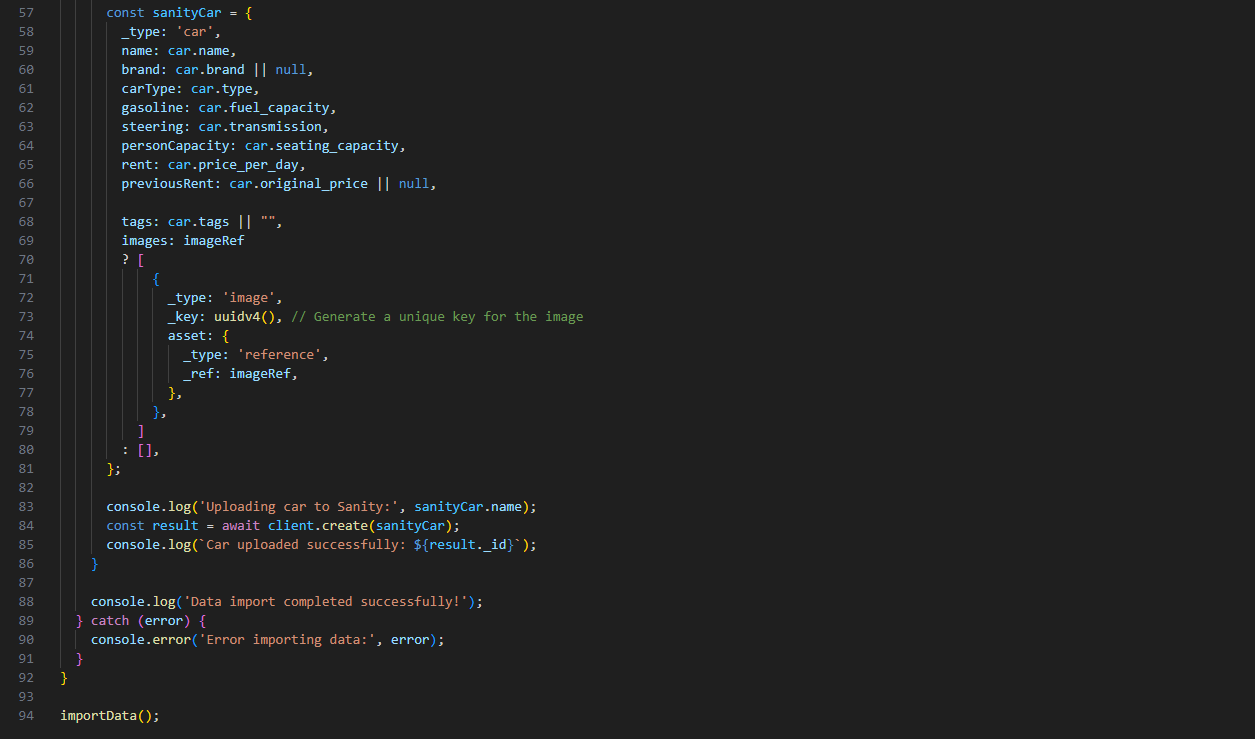 57 const sanityCar = {
58 _type: 'car',
59 name: car.name,
60 brand: car.brand || null,
61 carType: car.type,
62 gasoline: car.fuel_capacity,
63 steering: car.transmission,
64 personCapacity: car.seating_capacity,
65 rent: car.price_per_day,
66 previousRent: car.original_price || null,
67
68 tags: car.tags || "",
69 images: imageRef
70 ? [
71 {
72 _type: 'image',
73 _key: uuidv4(), // Generate a unique key for the image
74 asset: {
75 _type: 'reference',
76 _ref: imageRef,
77 },
78 },
79 ]
80 : [],
81 };
82
83 console.log('Uploading car to Sanity:', sanityCar.name);
84 const result = await client.create(sanityCar);
85 console.log(`Car uploaded successfully: ${result._id}`);
86 }
87
88 console.log('Data import completed successfully!');
89 } catch (error) {
90 console.error('Error importing data:', error);
91 }
92 }
93
94 importData();